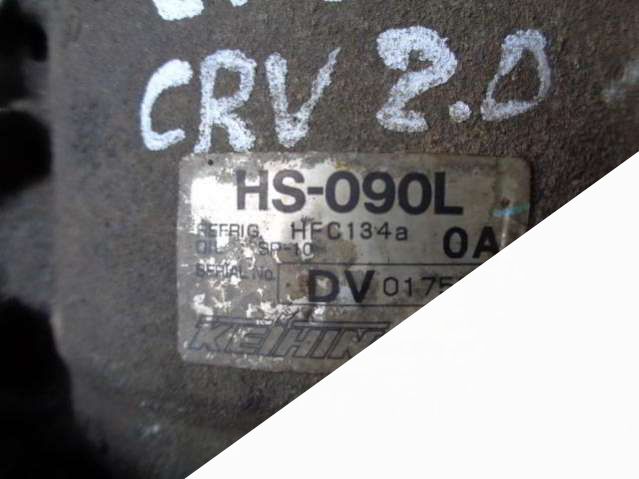 CRV 2.0
HS-090L
REFRIG. HFC134a
OIL SP-10 0A
SERIAL NO. DV 0175
KEIHIN